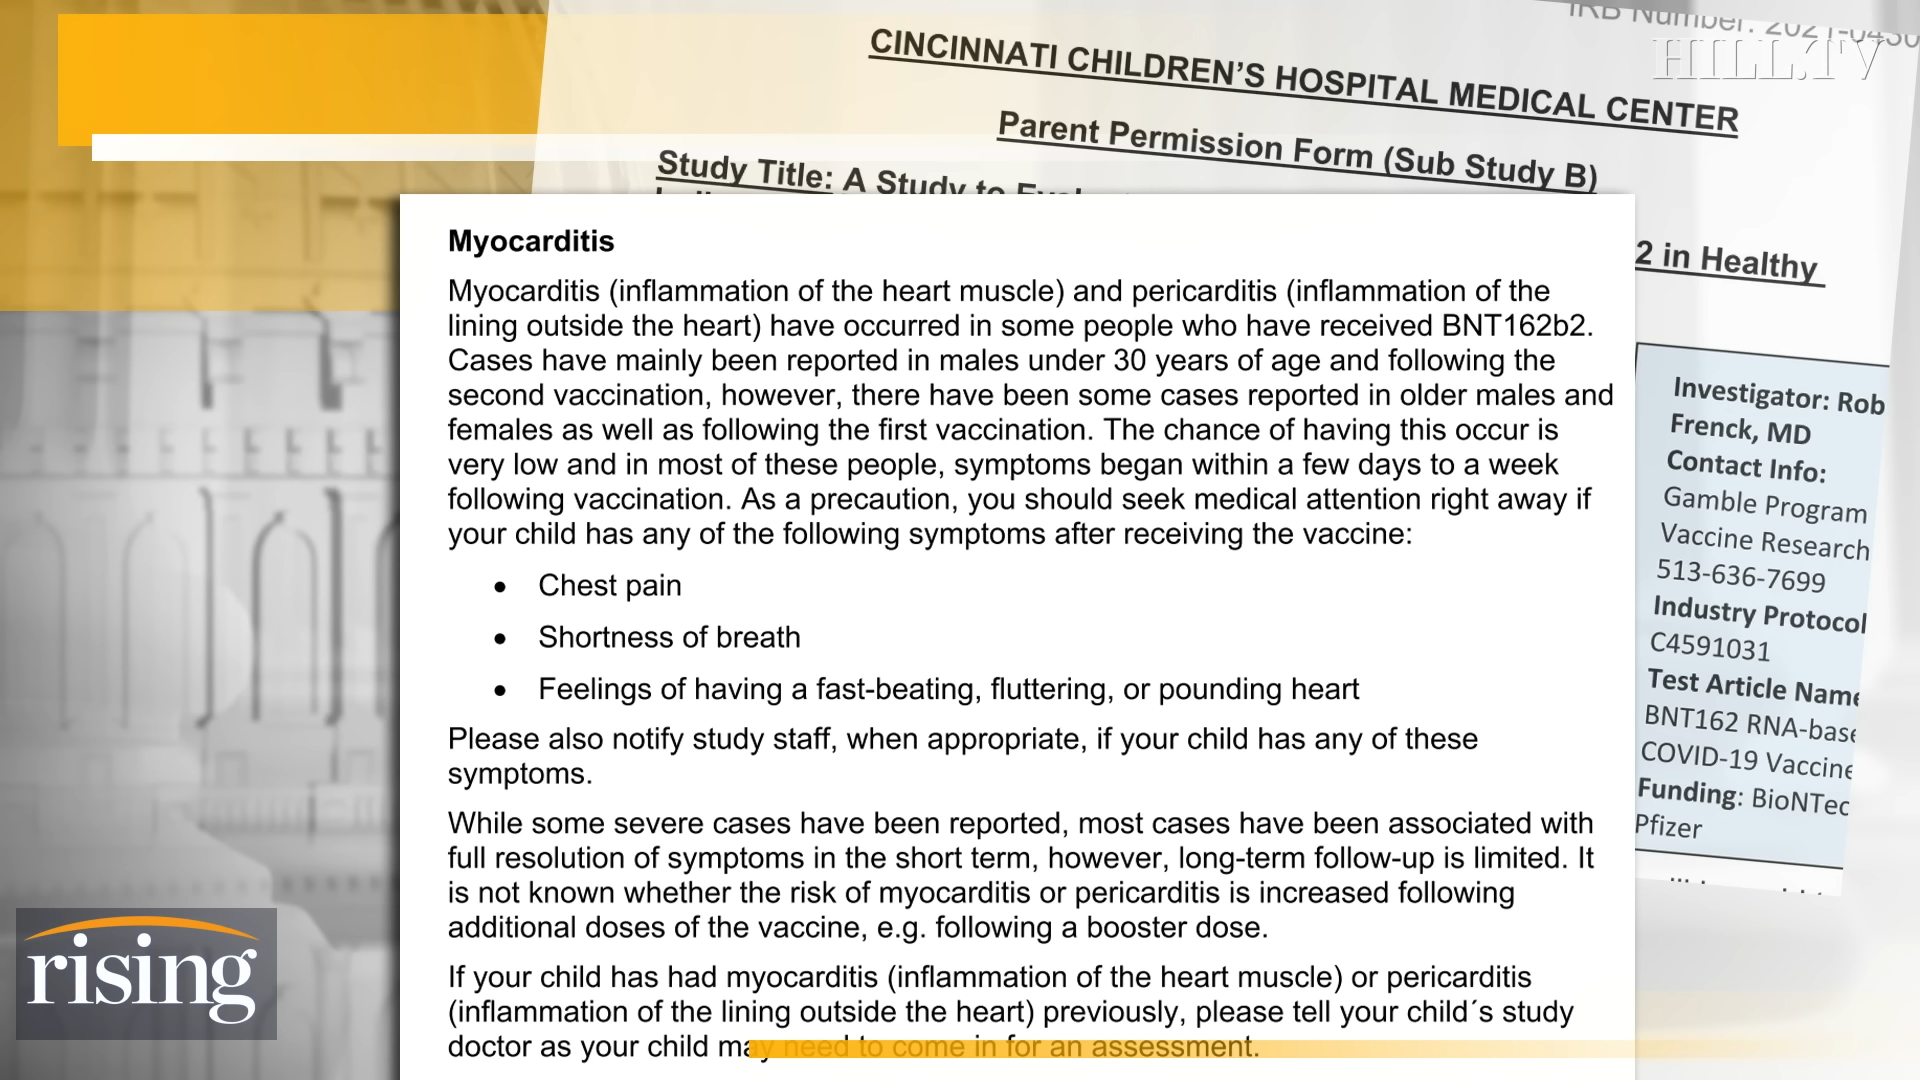 IRB Number: 2021-0430
HILL.TV
CINCINNATI CHILDREN'S HOSPITAL MEDICAL CENTER
Parent Permission Form (Sub Study B)
Study Title: A Study to
2 in Healthy
Myocarditis
Myocarditis (inflammation of the heart muscle) and pericarditis (inflammation of the
lining outside the heart) have occurred in some people who have received BNT162b2.
Cases have mainly been reported in males under 30 years of age and following the
second vaccination, however, there have been some cases reported in older males and
females as well as following the first vaccination. The chance of having this occur is
very low and in most of these people, symptoms began within a few days to a week
following vaccination. As a precaution, you should seek medical attention right away if
your child has any of the following symptoms after receiving the vaccine:
• Chest pain
• Shortness of breath
• Feelings of having a fast-beating, fluttering, or pounding heart
Please also notify study staff, when appropriate, if your child has any of these
symptoms.
While some severe cases have been reported, most cases have been associated with
full resolution of symptoms in the short term, however, long-term follow-up is limited. It
is not known whether the risk of myocarditis or pericarditis is increased following
additional doses of the vaccine, e.g. following a booster dose.
If your child has had myocarditis (inflammation of the heart muscle) or pericarditis
(inflammation of the lining outside the heart) previously, please tell your child´s study
doctor as your child may need to come in for an assessment.
Investigator: Rob
Frenck, MD
Contact Info:
Gamble Program
Vaccine Research
513-636-7699
Industry Protocol
C4591031
Test Article Name
BNT162 RNA-base
COVID-19 Vaccine
Funding: BioNTec
Pfizer
rising